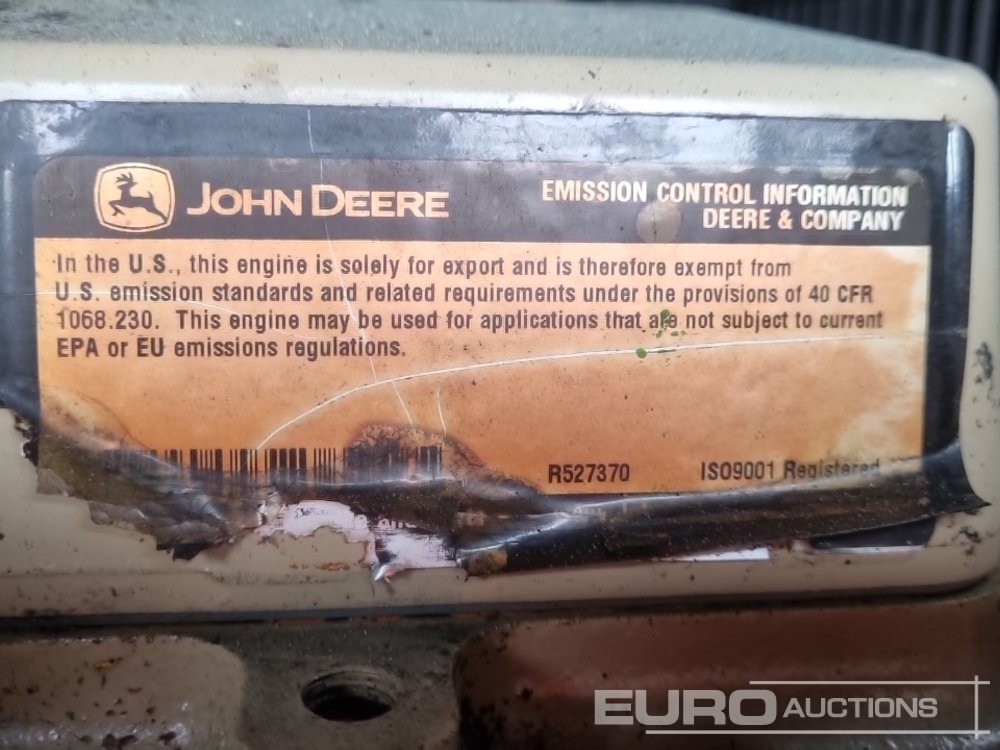 JOHN DEERE
EMISSION CONTROL INFORMATION
DEERE & COMPANY
In the U.S., this engine is solely for export and is therefore exempt from
U.S. emission standards and related requirements under the provisions of 40 CFR
1068.230. This engine may be used for applications that are not subject to current
EPA or EU emissions regulations.
R527370 ISO9001 Registered
EURO AUCTIONS